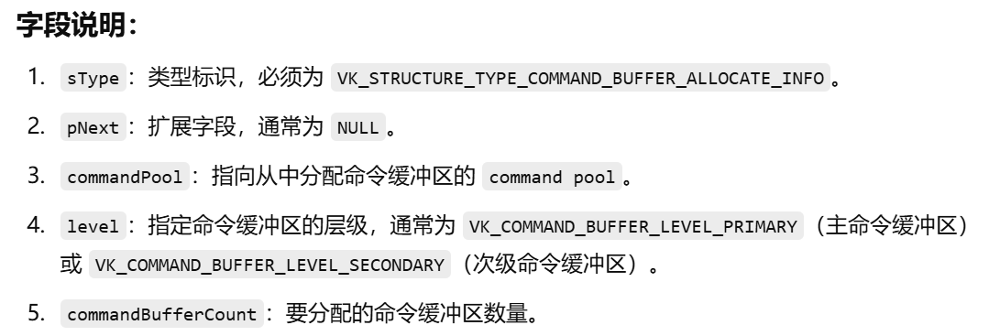 字段说明：
1. sType：类型标识，必须为 VK_STRUCTURE_TYPE_COMMAND_BUFFER_ALLOCATE_INFO。
2. pNext：扩展字段，通常为 NULL。
3. commandPool：指向从中分配命令缓冲区的 command pool。
4. level：指定命令缓冲区的层级，通常为 VK_COMMAND_BUFFER_LEVEL_PRIMARY（主命令缓冲区）
或 VK_COMMAND_BUFFER_LEVEL_SECONDARY（次级命令缓冲区）。
5. commandBufferCount：要分配的命令缓冲区数量。